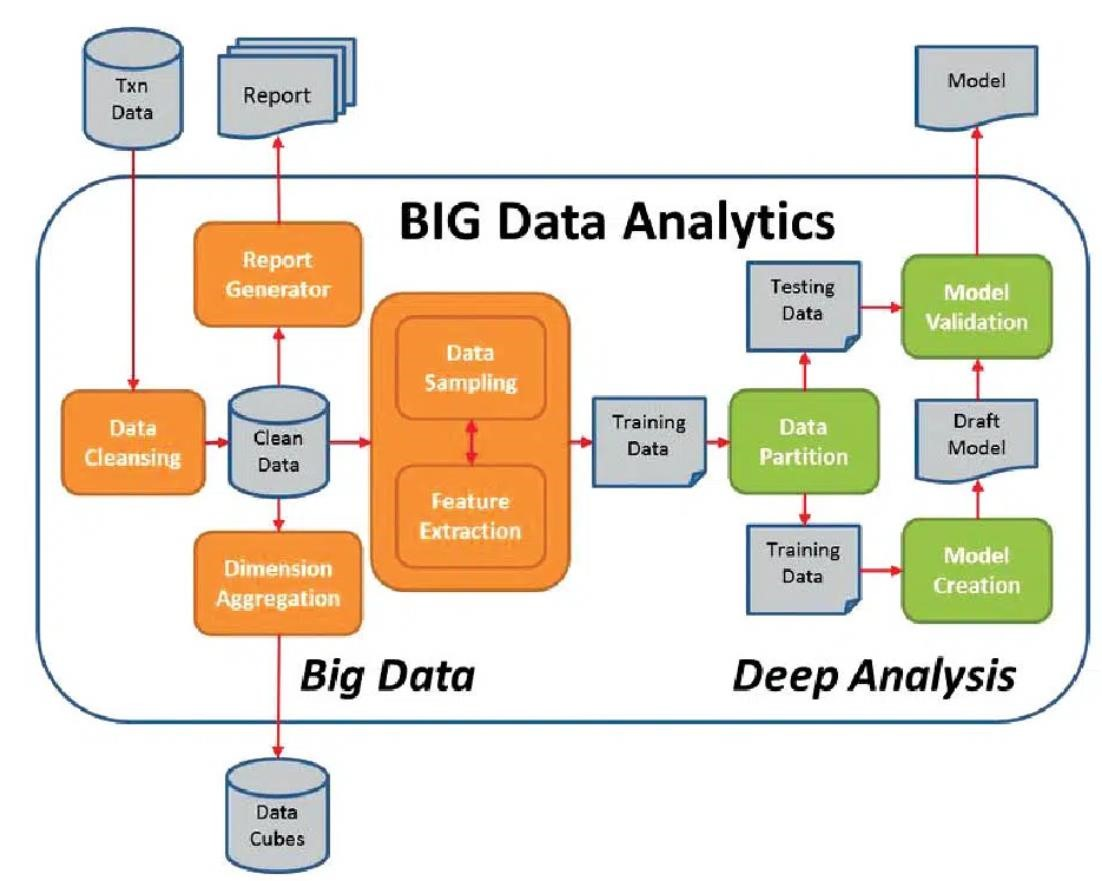 Txn
Data
Report
Model
BIG Data Analytics
Report
Generator
Testing
Data
Model
Validation
Data
Sampling
Data
Cleansing
Clean
Data
Training
Data
Data
Partition
Draft
Model
Feature
Extraction
Dimension
Aggregation
Training
Data
Model
Creation
Big Data
Deep Analysis
Data
Cubes